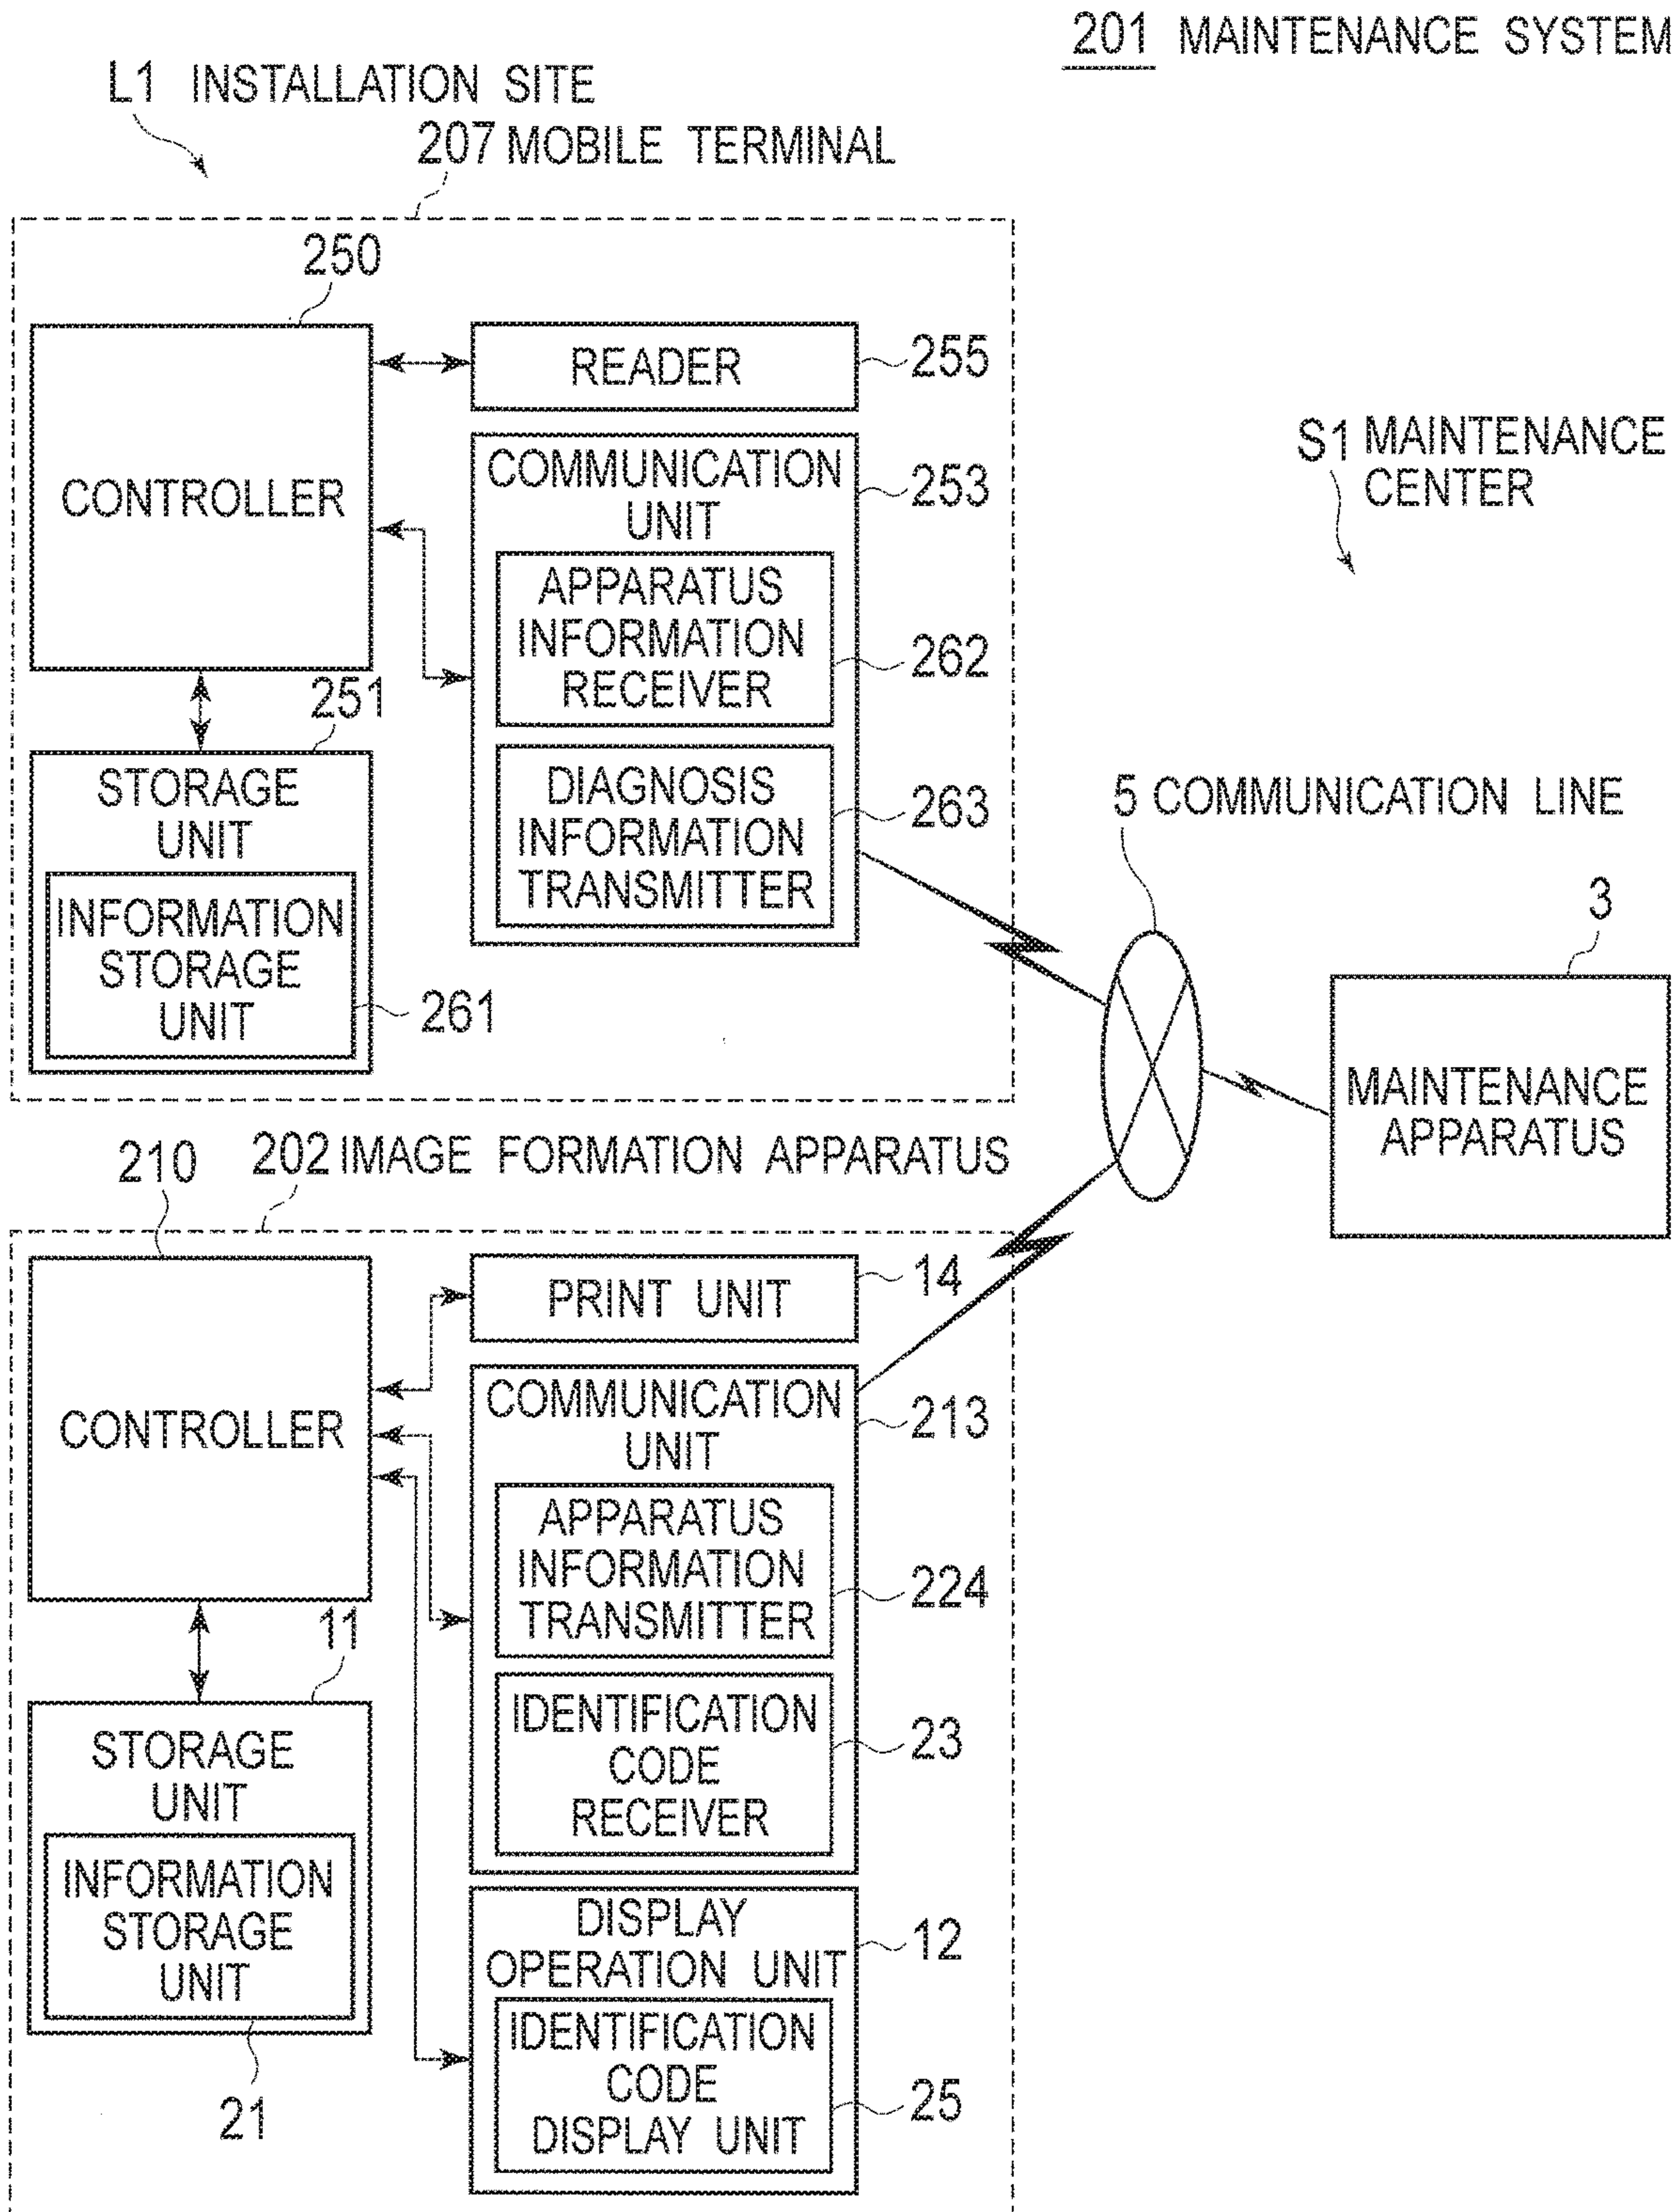 201 MAINTENANCE SYSTEM
L1 INSTALLATION SITE
207 MOBILE TERMINAL
250
CONTROLLER
READER
255
COMMUNICATION
UNIT
253
APPARATUS
INFORMATION
RECEIVER
262
DIAGNOSIS
INFORMATION
TRANSMITTER
263
251
STORAGE
UNIT
INFORMATION
STORAGE
UNIT
261
S1 MAINTENANCE
CENTER
5 COMMUNICATION LINE
3
MAINTENANCE
APPARATUS
202 IMAGE FORMATION APPARATUS
210
CONTROLLER
PRINT UNIT
14
COMMUNICATION
UNIT
213
APPARATUS
INFORMATION
TRANSMITTER
224
IDENTIFICATION
CODE
RECEIVER
23
11
STORAGE
UNIT
INFORMATION
STORAGE
UNIT
21
DISPLAY
OPERATION UNIT
12
IDENTIFICATION
CODE
DISPLAY UNIT
25